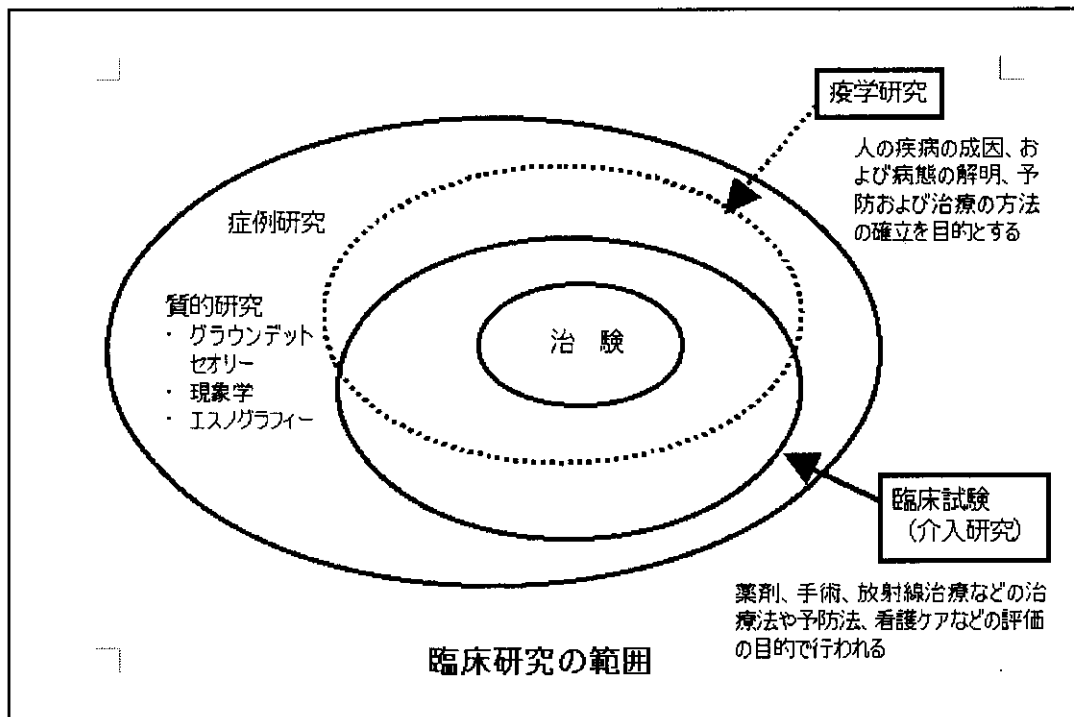 疫学研究
人の疾病の成因、お
よび病態の解明、予
防および治療の方法
の確立を目的とする
症例研究
質的研究
・ グラウンデット
セオリー
・ 現象学
・ エスノグラフィー
治 験
臨床試験
（介入研究）
薬剤、手術、放射線治療などの治
療法や予防法、看護ケアなどの評価
の目的で行われる
臨床研究の範囲